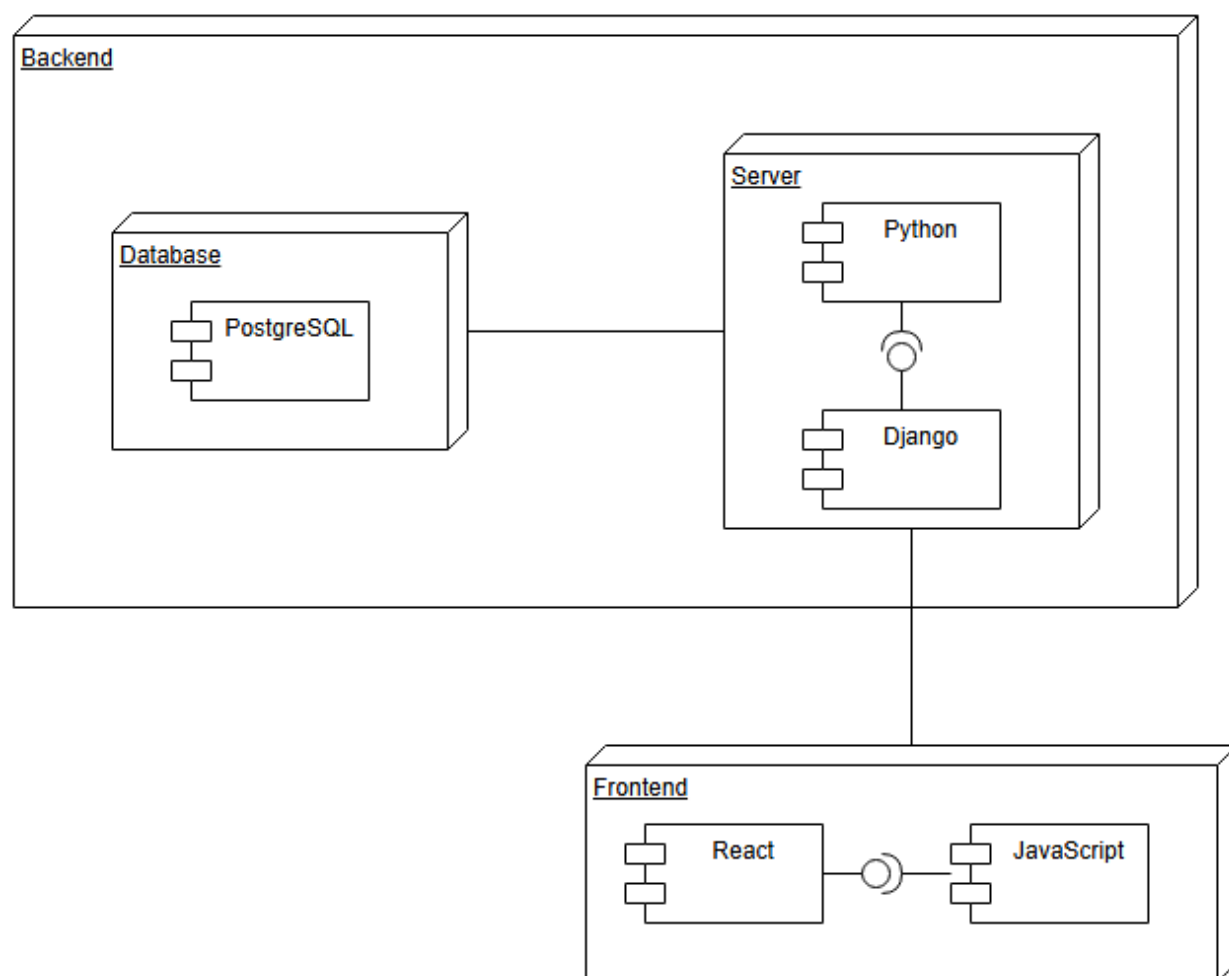 Backend
Server
Python
Database
PostgreSQL
Django
Frontend
React
JavaScript